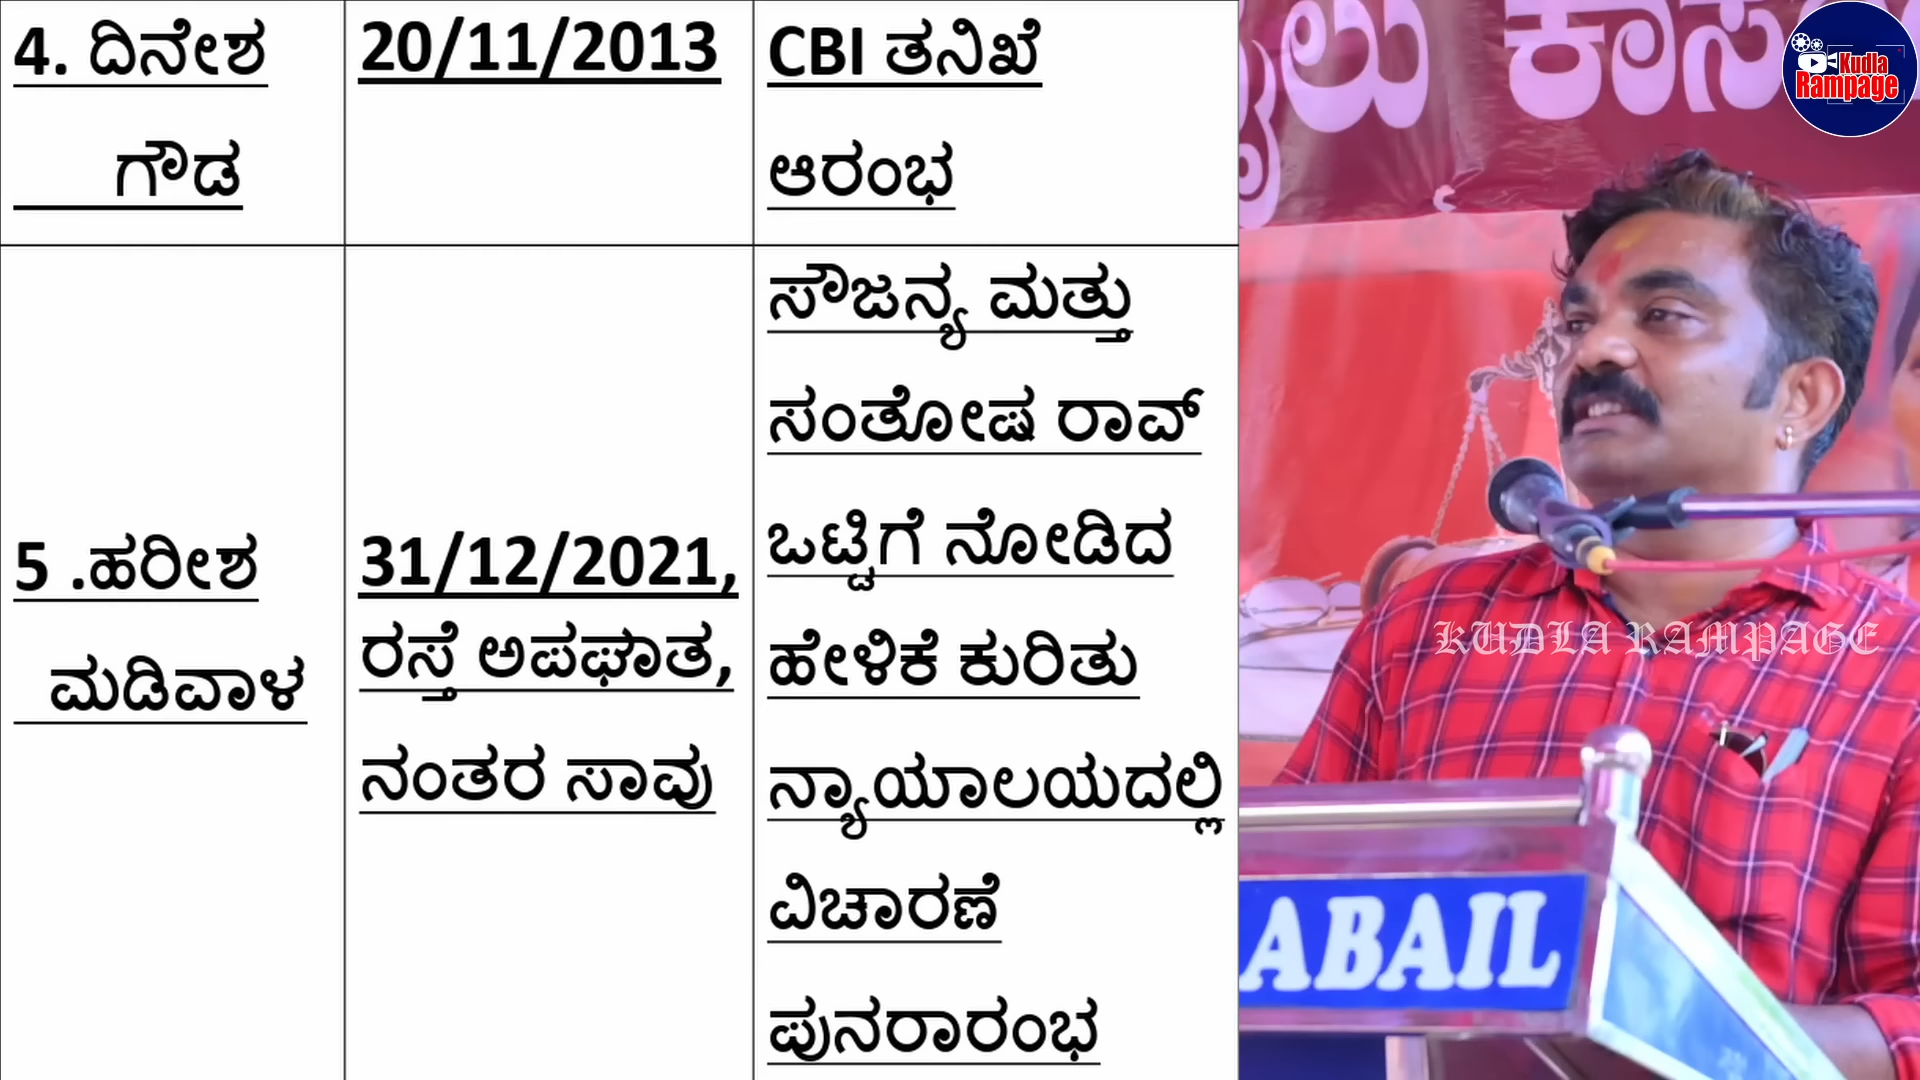 4. ದಿನೇಶ
ಗೌಡ
20/11/2013
CBI ತನಿಖೆ
ಆರಂಭ
5 .ಹರೀಶ
ಮಡಿವಾಳ
31/12/2021,
ರಸ್ತೆ ಅಪಘಾತ,
ನಂತರ ಸಾವು
ಸೌಜನ್ಯ ಮತ್ತು
ಸಂತೋಷ ರಾವ್
ಒಟ್ಟಿಗೆ ನೋಡಿದ
ಹೇಳಿಕೆ ಕುರಿತು
ನ್ಯಾಯಾಲಯದಲ್ಲಿ
ವಿಚಾರಣೆ
ಪುನರಾರಂಭ
Kudla
Rampage
KUDLA RAMPAGE
ABAIL